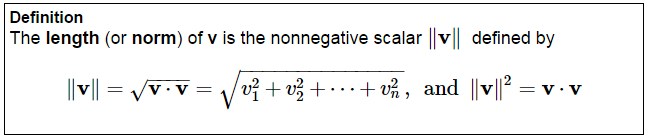 Definition
The length (or norm) of v is the nonnegative scalar ||v|| defined by
||v|| = √(v · v) = √(v₁² + v₂² + · · · + vₙ²) , and ||v||² = v · v